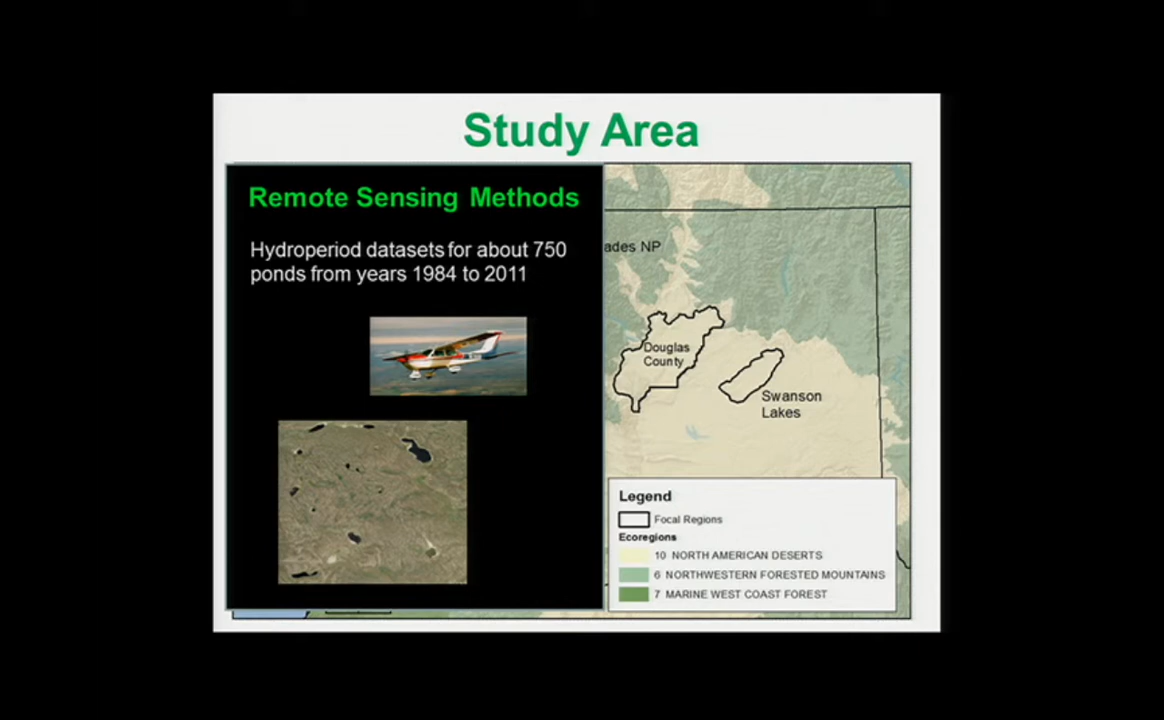 Study Area
Remote Sensing Methods
Hydroperiod datasets for about 750
ponds from years 1984 to 2011
ades NP
Douglas
County
Swanson
Lakes
Legend
Focal Regions
Ecoregions
10 NORTH AMERICAN DESERTS
6 NORTHWESTERN FORESTED MOUNTAINS
7 MARINE WEST COAST FOREST